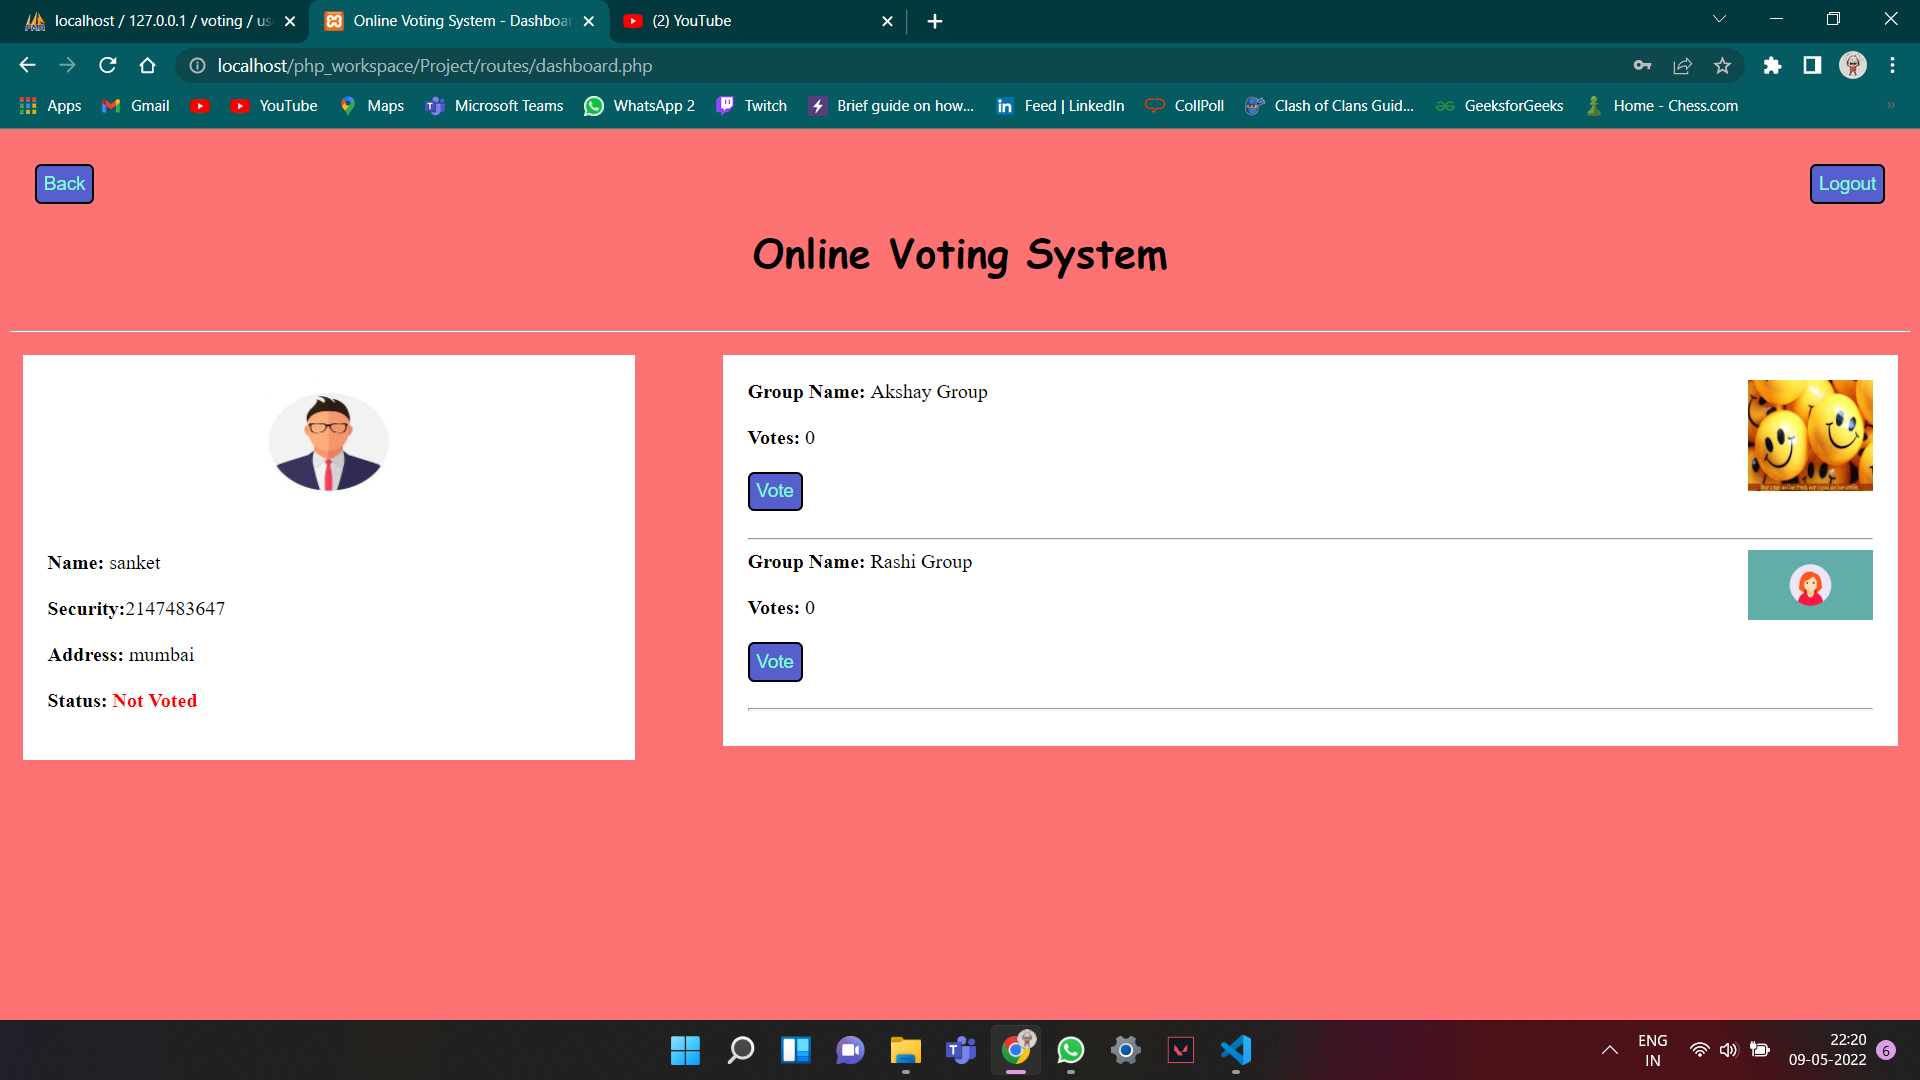 localhost / 127.0.0.1 / voting / us
Online Voting System - Dashboar
(2) YouTube
localhost/php_workspace/Project/routes/dashboard.php
Apps
Gmail
YouTube
Maps
Microsoft Teams
WhatsApp 2
Twitch
Brief guide on how...
Feed | LinkedIn
CollPoll
Clash of Clans Guid...
GeeksforGeeks
Home - Chess.com
»
Back
Logout
Online Voting System
Name: sanket
Security:2147483647
Address: mumbai
Status: Not Voted
Group Name: Akshay Group
Votes: 0
Vote
Group Name: Rashi Group
Votes: 0
Vote
ENG
IN
22:20
09-05-2022
6